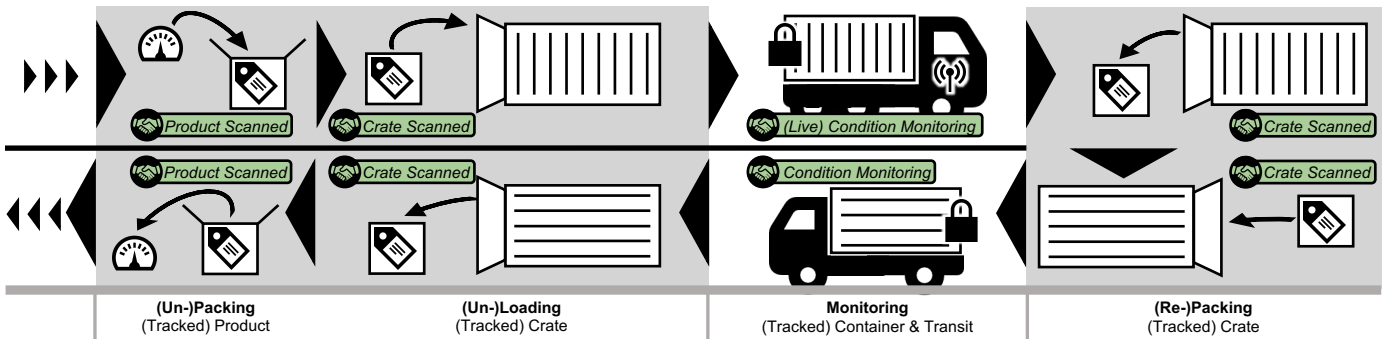 Product Scanned
Crate Scanned
(Live) Condition Monitoring
Crate Scanned
Product Scanned
Crate Scanned
Condition Monitoring
Crate Scanned
(Un-)Packing
(Tracked) Product
(Un-)Loading
(Tracked) Crate
Monitoring
(Tracked) Container & Transit
(Re-)Packing
(Tracked) Crate